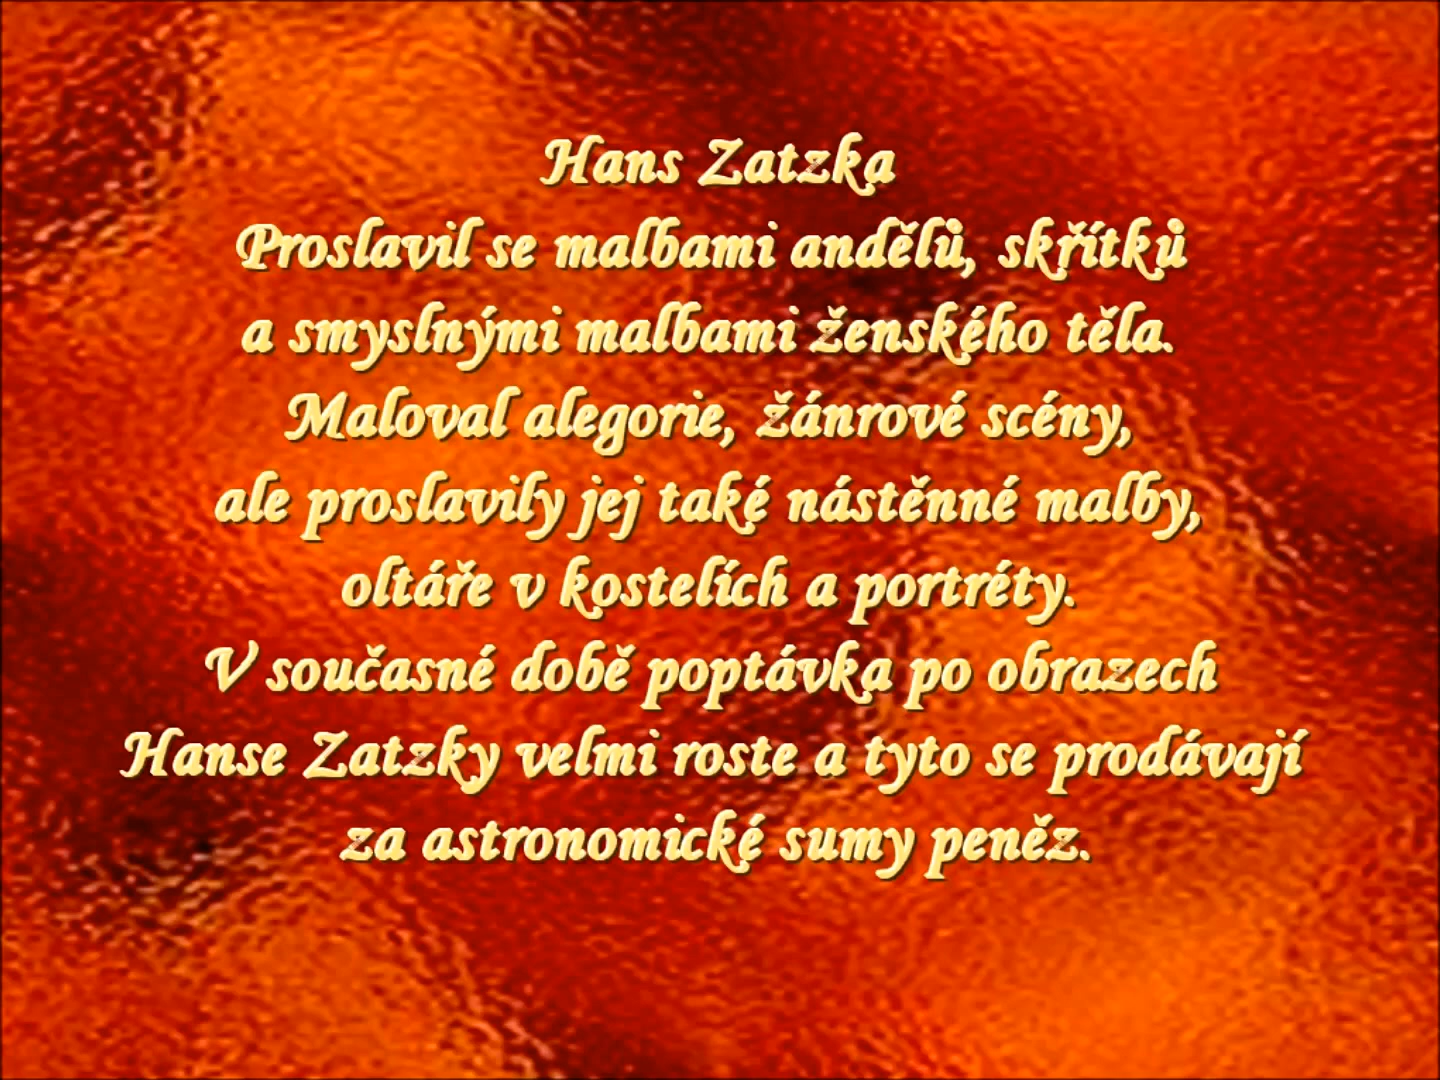 Hans Zatzka
Proslavil se malbami andělů, skřítků
a smyslnými malbami ženského těla.
Maloval alegorie, žánrové scény,
ale proslavily jej také nástěnné malby,
oltáře v kostelích a portréty.
V současné době poptávka po obrazech
Hanse Zatzky velmi roste a tyto se prodávají
za astronomické sumy peněz.